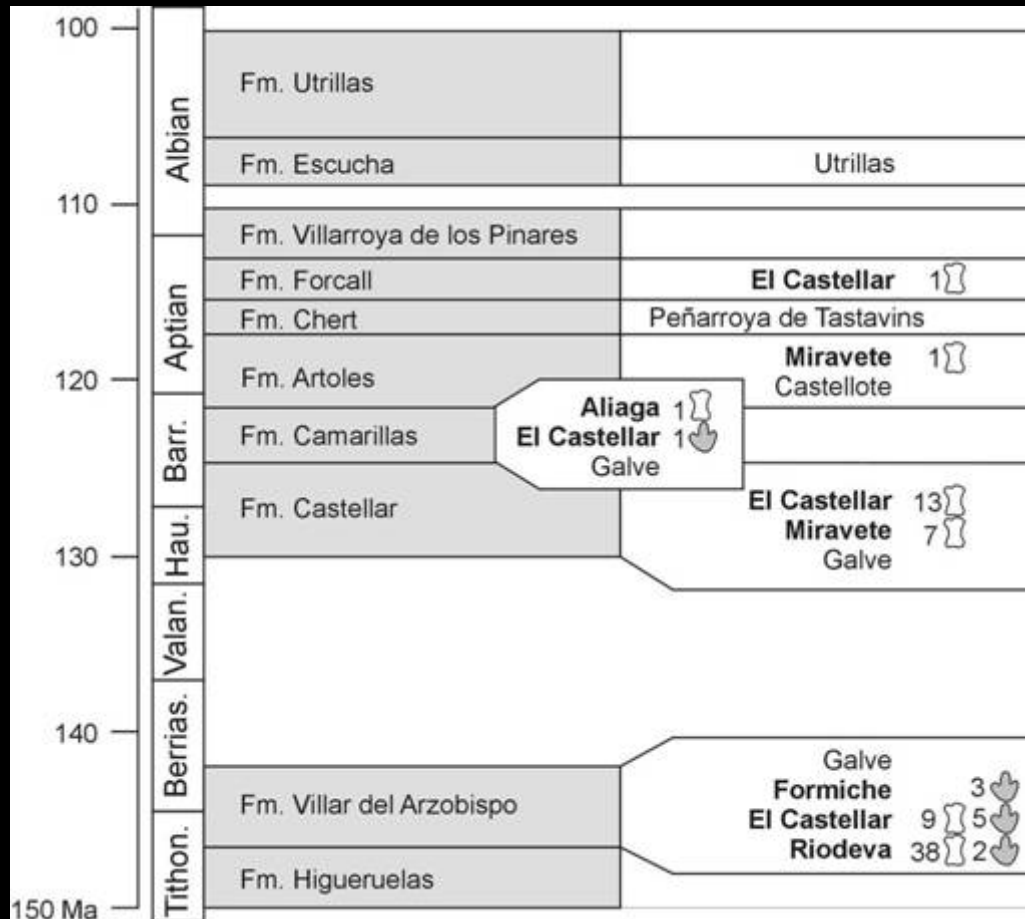 100
110
120
130
140
150 Ma
Albian
Aptian
Barr.
Hau.
Valan.
Berrias.
Tithon.
Fm. Utrillas
Fm. Escucha
Utrillas
Fm. Villarroya de los Pinares
Fm. Forcall
El Castellar 1
Fm. Chert
Peñarroya de Tastavins
Fm. Artoles
Miravete 1
Castellote
Fm. Camarillas
Aliaga 1
El Castellar 1
Galve
Fm. Castellar
El Castellar 13
Miravete 7
Galve
Fm. Villar del Arzobispo
Galve
Formiche 3
El Castellar 9 5
Riodeva 38 2
Fm. Higueruelas